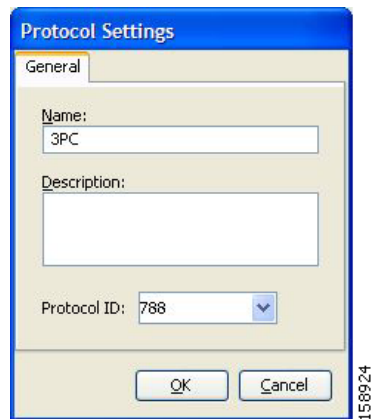 Protocol Settings
General
Name:
3PC
Description:
Protocol ID: 788
OK Cancel
158924